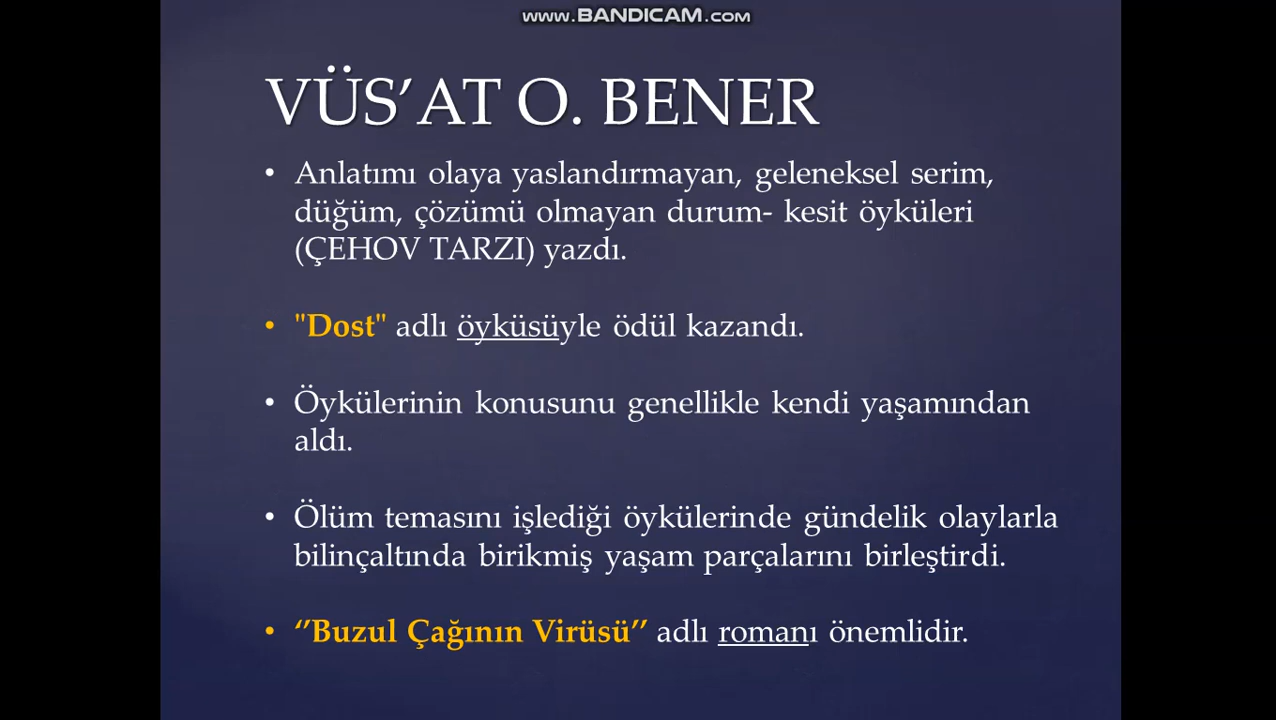 www.BANDICAM.com
VÜS’AT O. BENER
• Anlatımı olaya yaslandırmayan, geleneksel serim,
düğüm, çözümü olmayan durum- kesit öyküleri
(ÇEHOV TARZI) yazdı.
• "Dost" adlı öyküsüyle ödül kazandı.
• Öykülerinin konusunu genellikle kendi yaşamından
aldı.
• Ölüm temasını işlediği öykülerinde gündelik olaylarla
bilinçaltında birikmiş yaşam parçalarını birleştirdi.
• ‘’Buzul Çağının Virüsü’’ adlı romanı önemlidir.